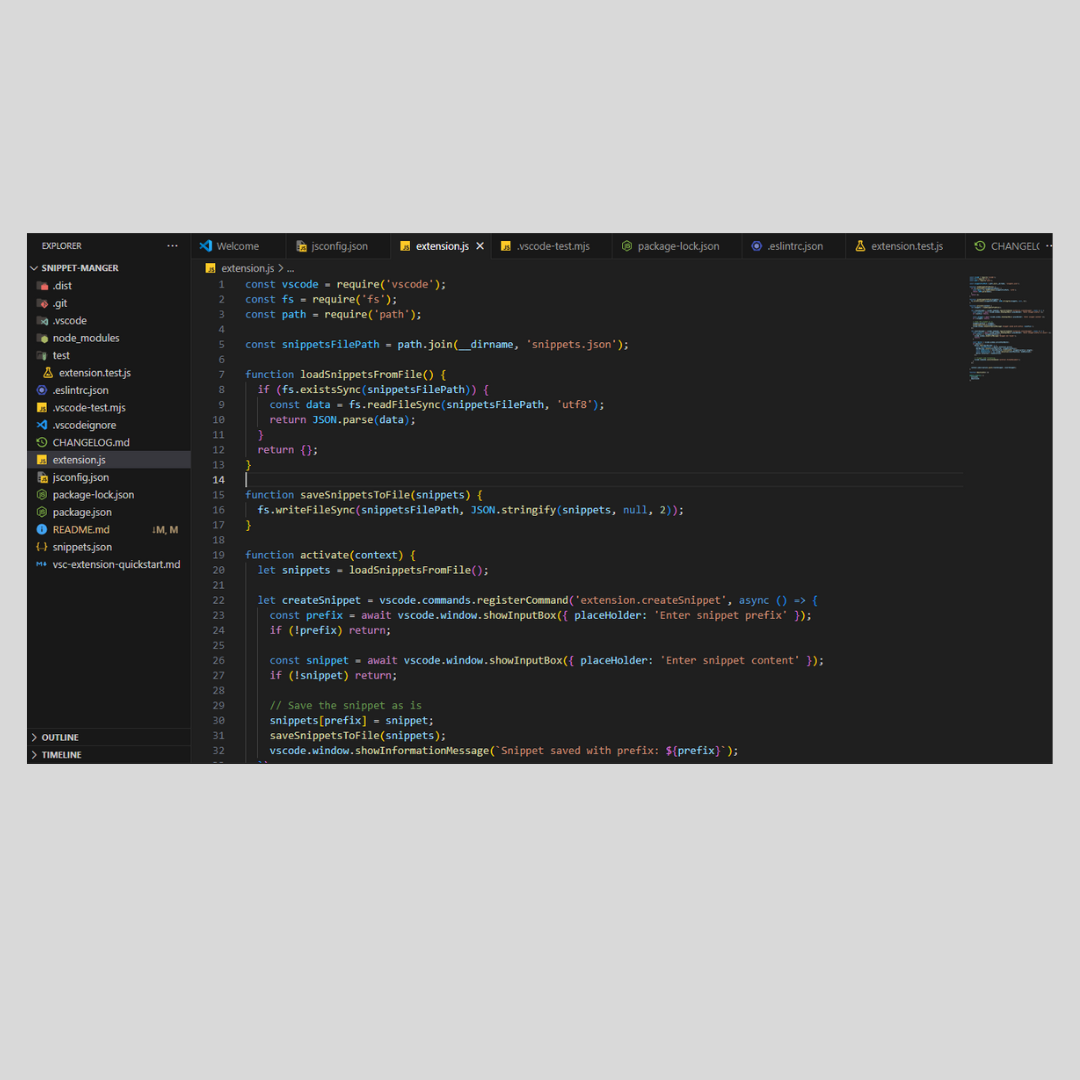 EXPLORER ...
SNIPPET-MANGER
.dist
.git
.vscode
node_modules
test
extension.test.js
.eslintrc.json
.vscode-test.mjs
.vscodeignore
CHANGELOG.md
extension.js
jsconfig.json
package-lock.json
package.json
README.md ↓M, M
snippets.json
vsc-extension-quickstart.md
OUTLINE
TIMELINE
Welcome jsconfig.json extension.js .vscode-test.mjs package-lock.json .eslintrc.json extension.test.js CHANGELC ...
extension.js > ...
1 const vscode = require('vscode');
2 const fs = require('fs');
3 const path = require('path');
4
5 const snippetsFilePath = path.join(__dirname, 'snippets.json');
6
7 function loadSnippetsFromFile() {
8 if (fs.existsSync(snippetsFilePath)) {
9 const data = fs.readFileSync(snippetsFilePath, 'utf8');
10 return JSON.parse(data);
11 }
12 return {};
13 }
14
15 function saveSnippetsToFile(snippets) {
16 fs.writeFileSync(snippetsFilePath, JSON.stringify(snippets, null, 2));
17 }
18
19 function activate(context) {
20 let snippets = loadSnippetsFromFile();
21
22 let createSnippet = vscode.commands.registerCommand('extension.createSnippet', async () => {
23 const prefix = await vscode.window.showInputBox({ placeHolder: 'Enter snippet prefix' });
24 if (!prefix) return;
25
26 const snippet = await vscode.window.showInputBox({ placeHolder: 'Enter snippet content' });
27 if (!snippet) return;
28
29 // Save the snippet as is
30 snippets[prefix] = snippet;
31 saveSnippetsToFile(snippets);
32 vscode.window.showInformationMessage(`Snippet saved with prefix: ${prefix}`);